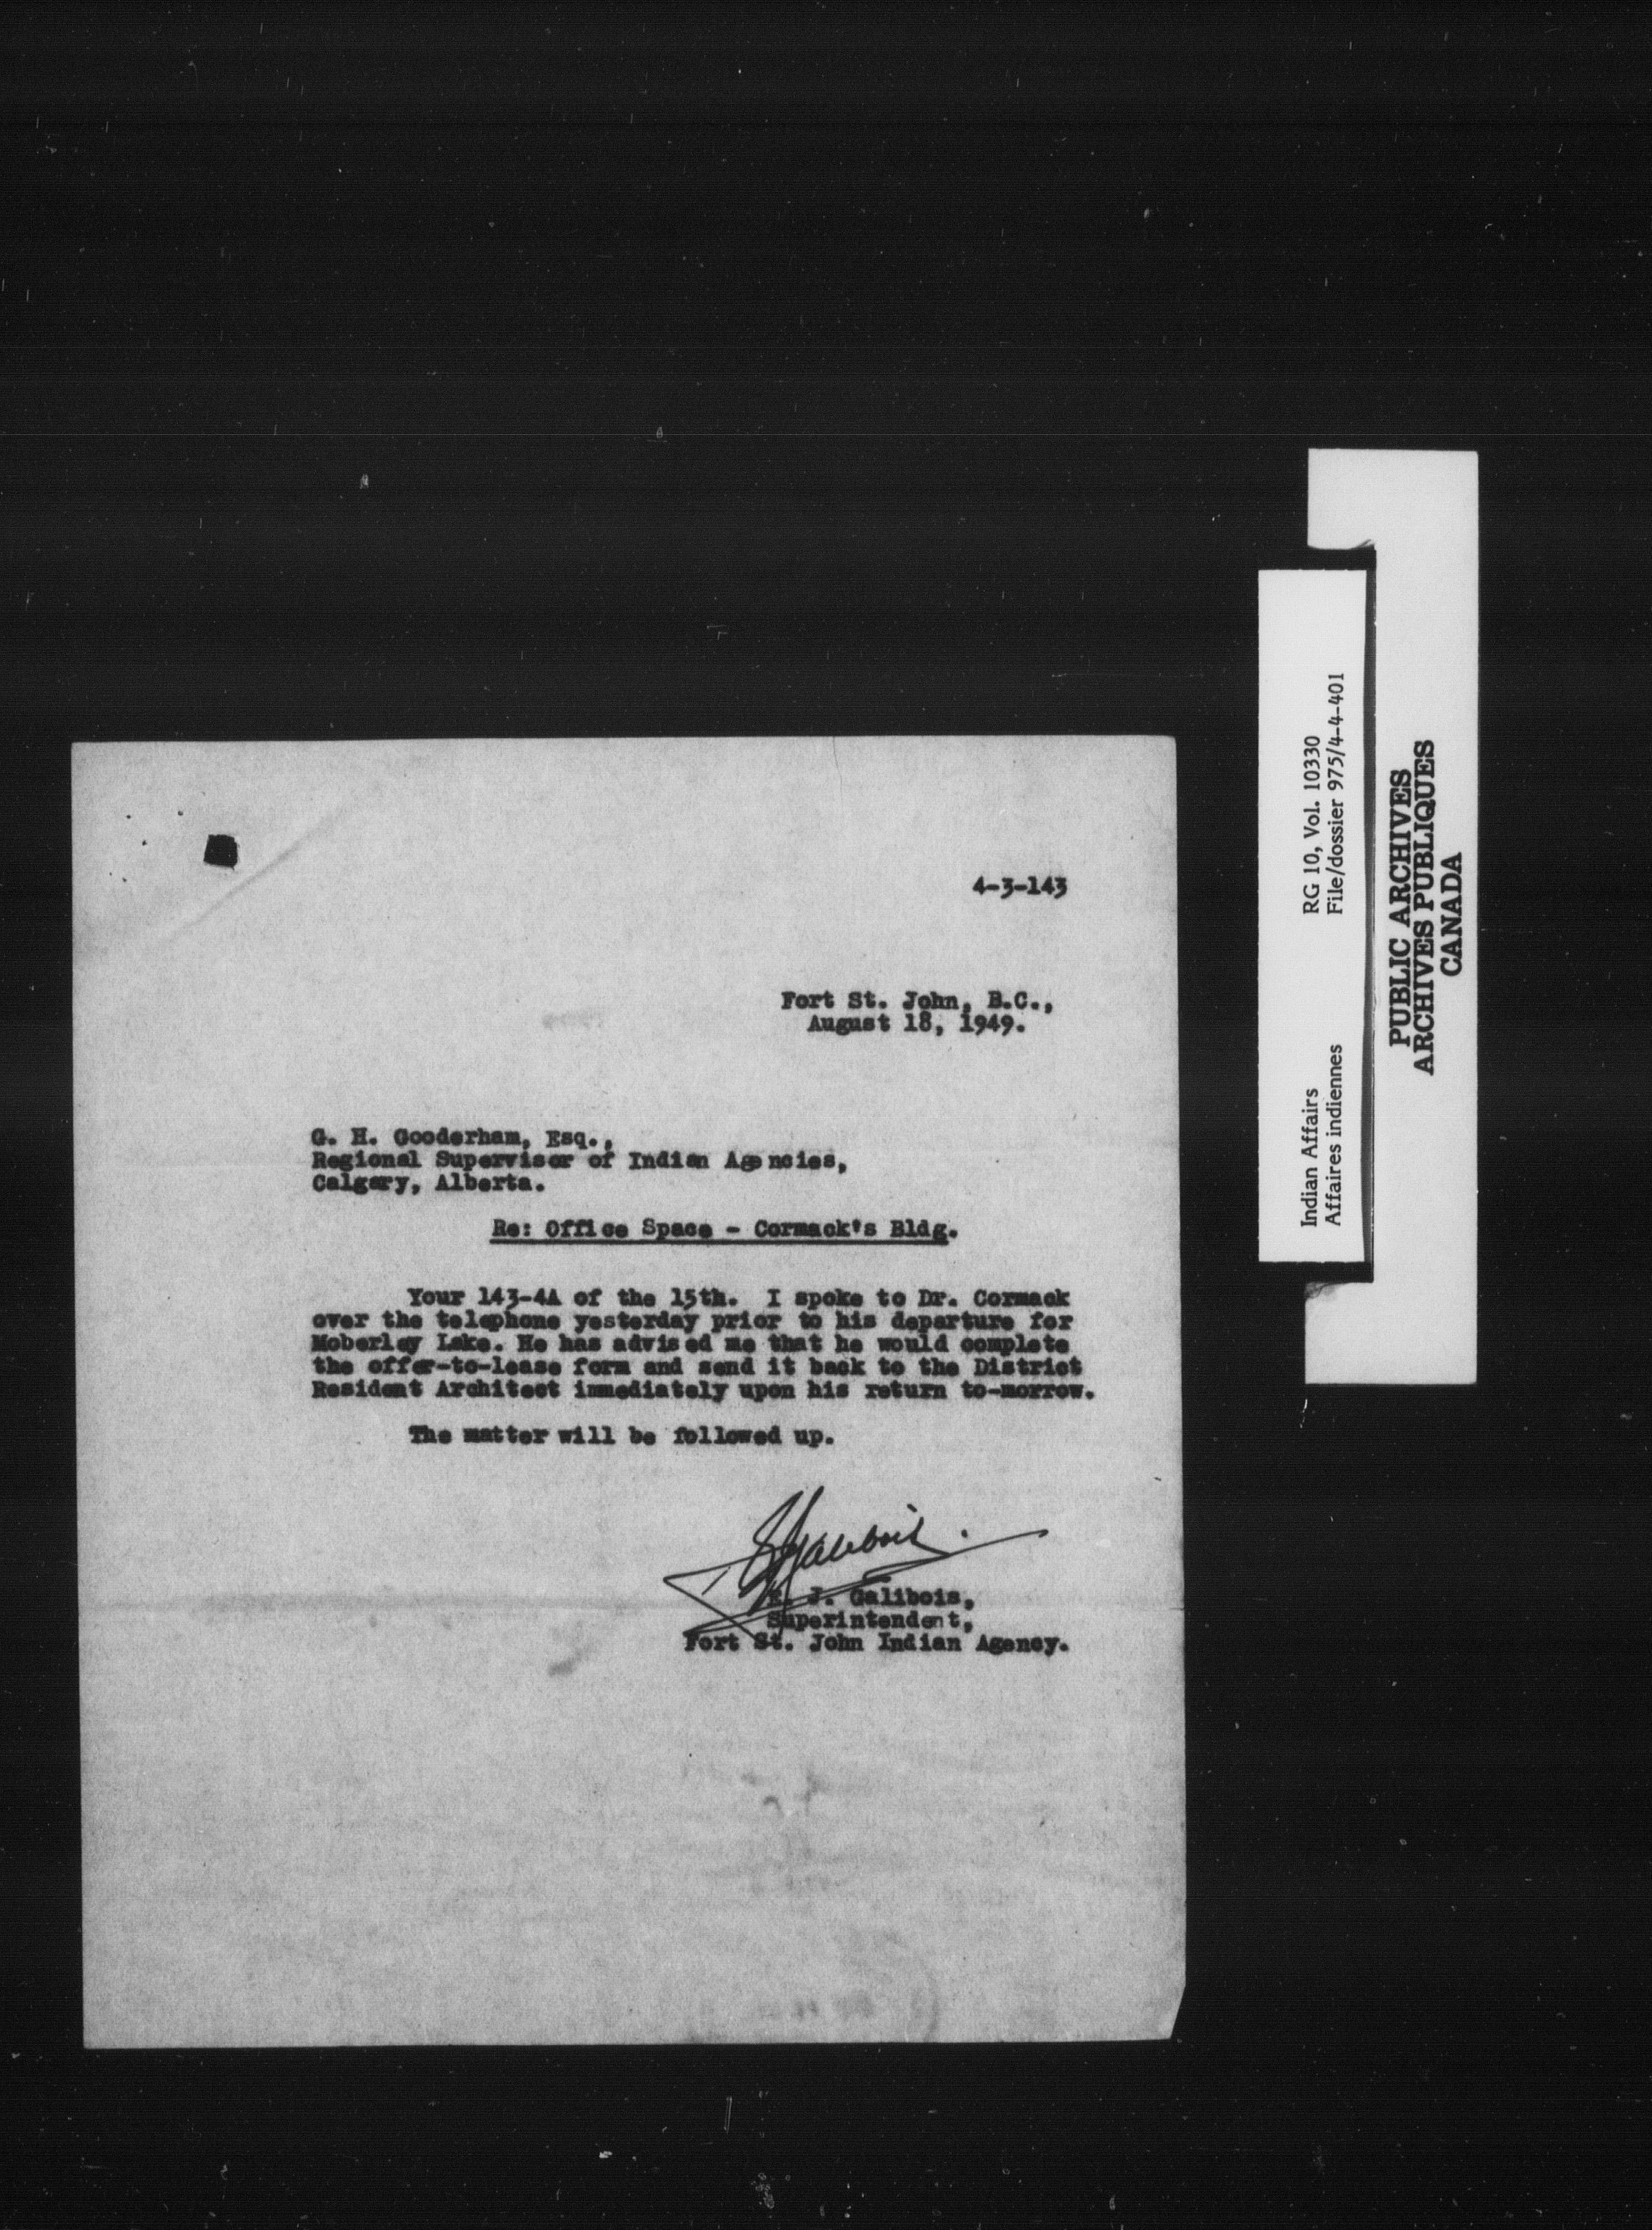 4-3-143
Fort St. John, B.C.,
August 18, 1949.
G. H. Gooderham, Esq.,
Regional Supervisor of Indian Agencies,
Calgary, Alberta.
Re: Office Space - Cormack's Bldg.
Your 143-4A of the 15th. I spoke to Dr. Cormack
over the telephone yesterday prior to his departure for
Moberley Lake. He has advised me that he would complete
the offer-to-lease form and send it back to the District
Resident Architect immediately upon his return to-morrow.
The matter will be followed up.
J. Galibois,
Superintendent,
Fort St. John Indian Agency.
Indian Affairs RG 10, Vol. 10330
Affaires indiennes File/dossier 975/4-4-401
PUBLIC ARCHIVES
ARCHIVES PUBLIQUES
CANADA